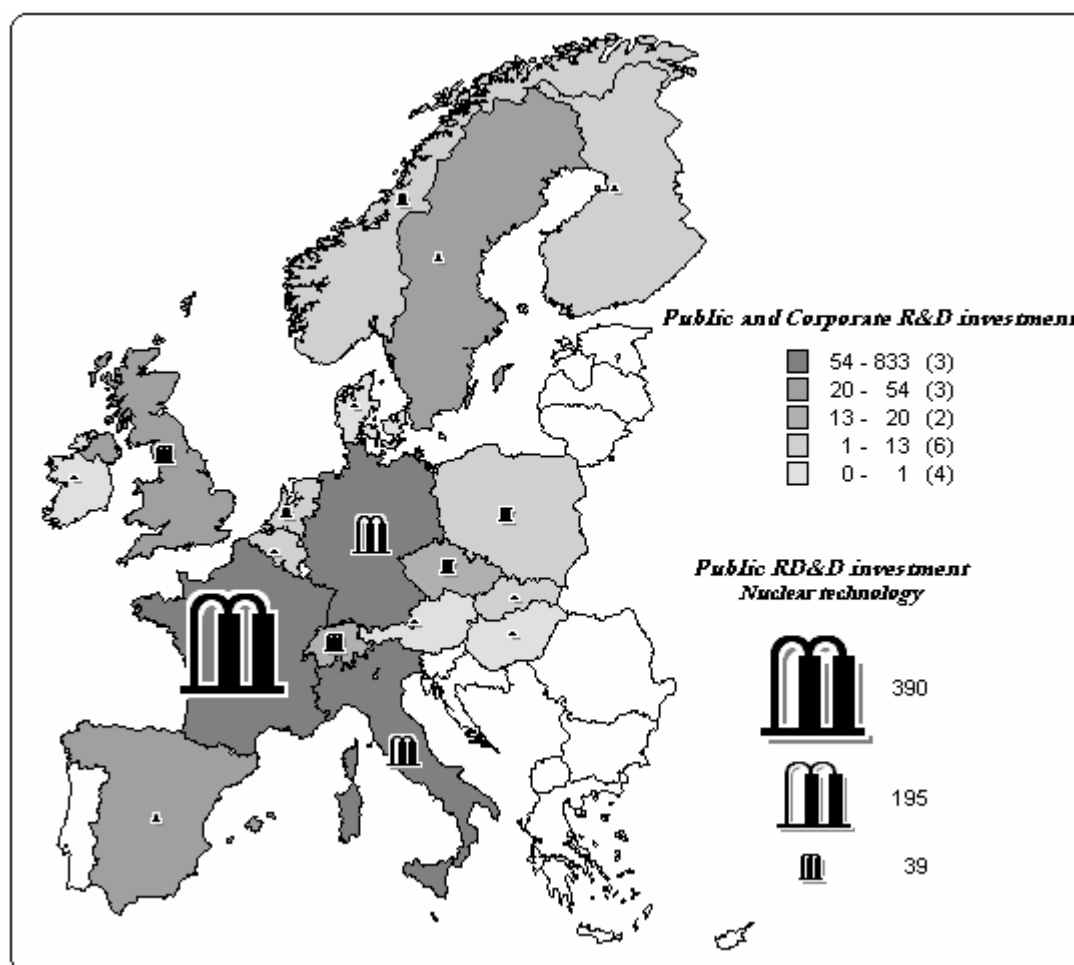 Public and Corporate R&D investment
54 - 833 (3)
20 - 54 (3)
13 - 20 (2)
1 - 13 (6)
0 - 1 (4)
Public RD&D investment
Nuclear technology
390
195
39